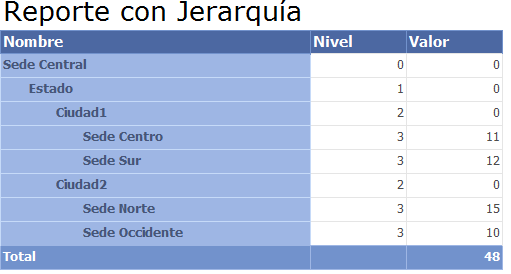 Reporte con Jerarquía
Nombre Nivel Valor
Sede Central 0 0
Estado 1 0
Ciudad1 2 0
Sede Centro 3 11
Sede Sur 3 12
Ciudad2 2 0
Sede Norte 3 15
Sede Occidente 3 10
Total 48